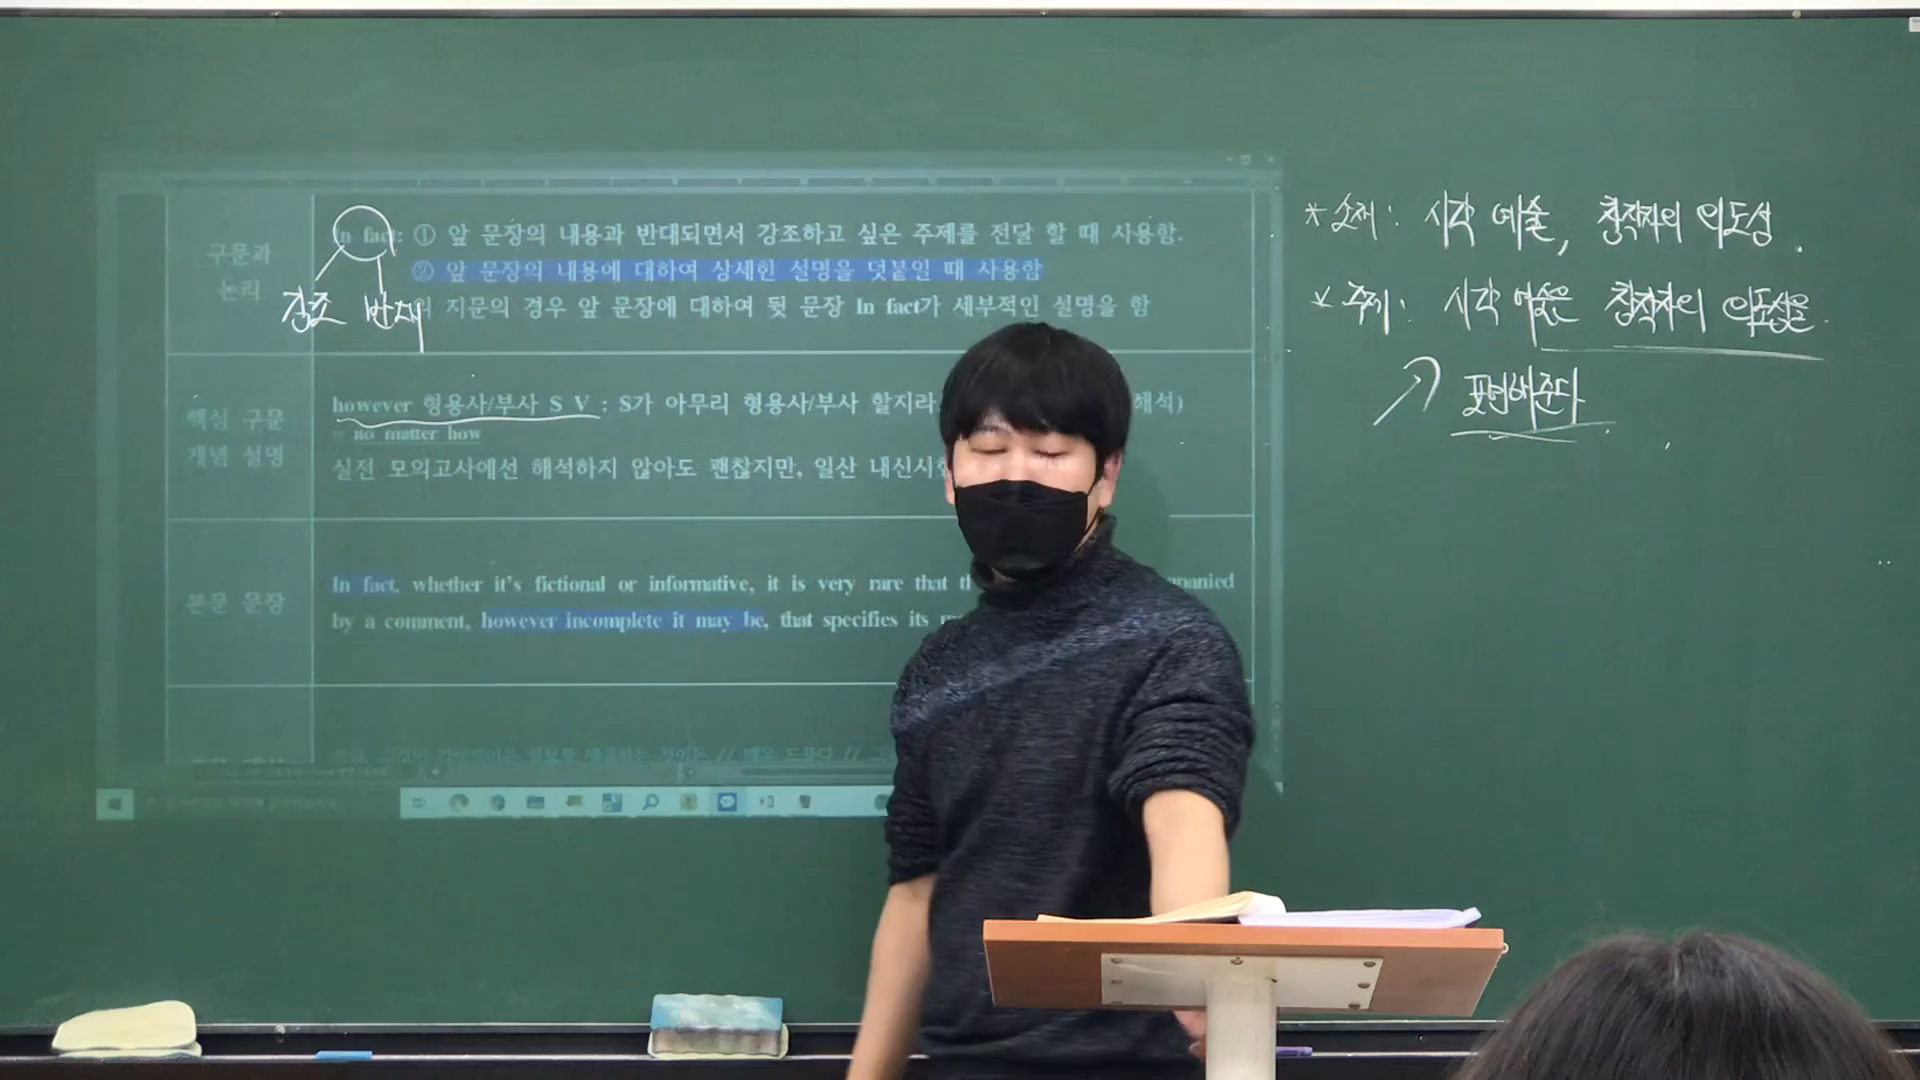 구문과
논리
In fact: ① 앞 문장의 내용과 반대되면서 강조하고 싶은 주제를 전달 할 때 사용함.
② 앞 문장의 내용에 대하여 상세한 설명을 덧붙일 때 사용함
지문의 경우 앞 문장에 대하여 뒷 문장 In fact가 세부적인 설명을 함
강조 반대
핵심 구문
개념 설명
however 형용사/부사 S V : S가 아무리 형용사/부사 할지라 해석)
= no matter how
실전 모의고사에선 해석하지 않아도 괜찮지만, 일산 내신시
본문 문장
In fact, whether it's fictional or informative, it is very rare that th panied
by a comment, however incomplete it may be, that specifies its m
* 소재 : 시각 예술, 창작자의 의도성.
* 주제 : 시각 예술은 창작자의 의도성을
표현해준다